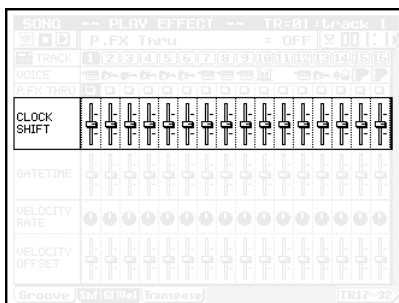 SONG -- PLAY EFFECT -- TR=01:track 1
P.FX Thru = OFF
TRACK 1 2 3 4 5 6 7 8 9 10 11 12 13 14 15 16
VOICE
P.FX THRU
CLOCK
SHIFT
GATETIME
VELOCITY
RATE
VELOCITY
OFFSET
Groove Shf GT Vel Transpose TR17~32